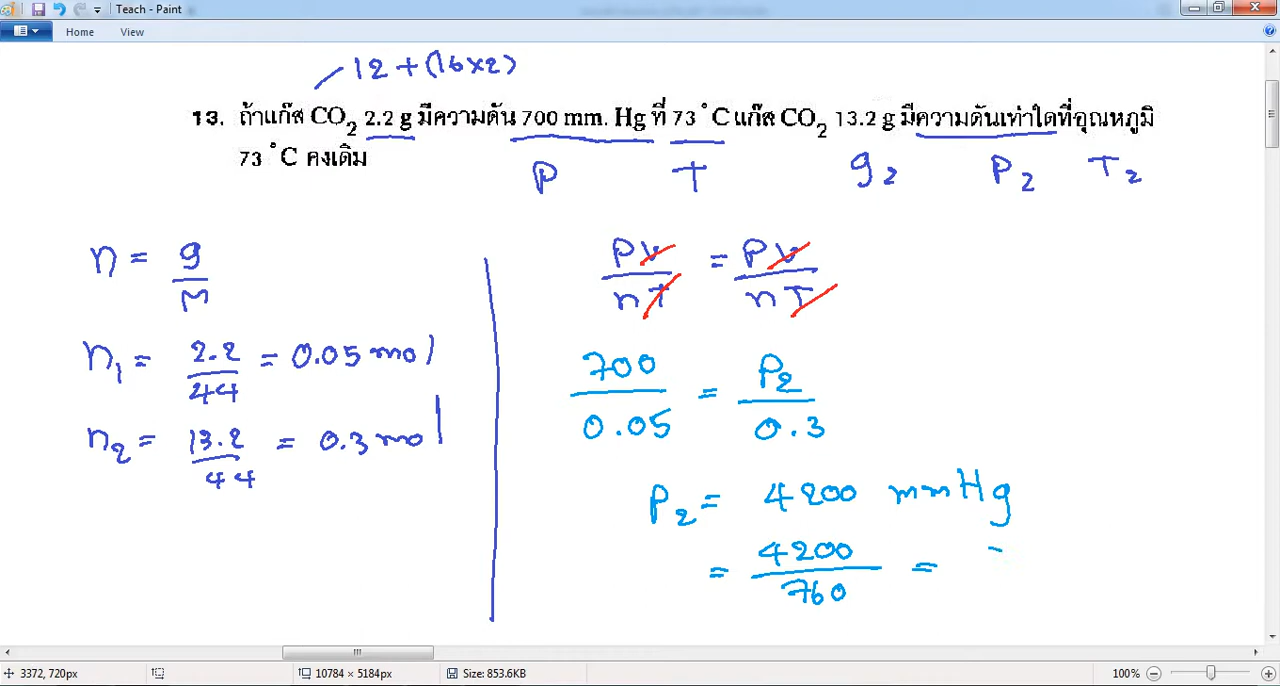 Teach - Paint
Home View
12 + (16×2)
13. ถ้าแก๊ส CO2 2.2 g มีความดัน 700 mm. Hg ที่ 73 °C แก๊ส CO2 13.2 g มีความดันเท่าใดที่อุณหภูมิ
73 °C คงเดิม
P T g2 P2 T2
n = g/M
n1 = 2.2/44 = 0.05 mol
n2 = 13.2/44 = 0.3 mol
PV/nT = PV/nT
700/0.05 = P2/0.3
P2 = 4200 mmHg
= 4200/760 =
3372, 720px
10784 × 5184px
Size: 853.6KB
100%